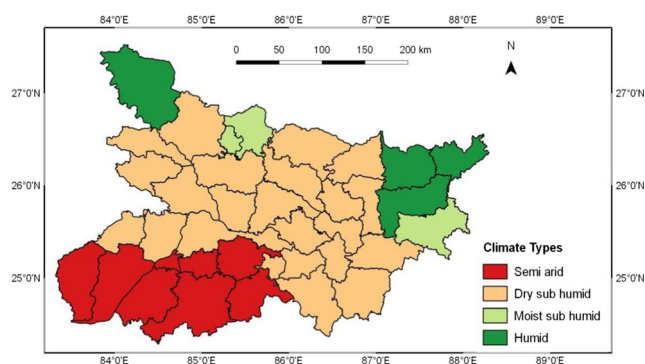 84°0'E 85°0'E 86°0'E 87°0'E 88°0'E 89°0'E
0 50 100 150 200 km
N
27°0'N 27°0'N
26°0'N 26°0'N
25°0'N 25°0'N
Climate Types
Semi arid
Dry sub humid
Moist sub humid
Humid
84°0'E 85°0'E 86°0'E 87°0'E 88°0'E 89°0'E